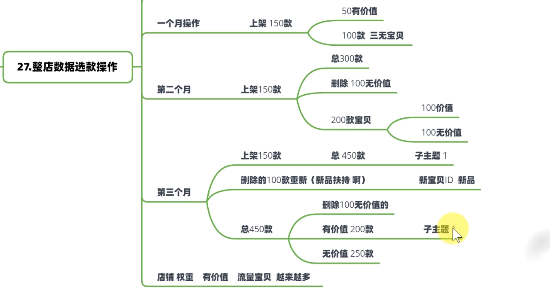 50有价值
一个月操作 上架 150款
100款 三无宝贝
27.整店数据选款操作
总300款
删除 100无价值
第二个月 上架150款
100价值
200款宝贝
100无价值
上架150款 总 450款 子主题 1
删除的100款重新（新品扶持 啊） 新宝贝ID 新品
第三个月
删除100无价值的
总450款 有价值 200款 子主题
无价值 250款
店铺 权重 有价值 流量宝贝 越来越多